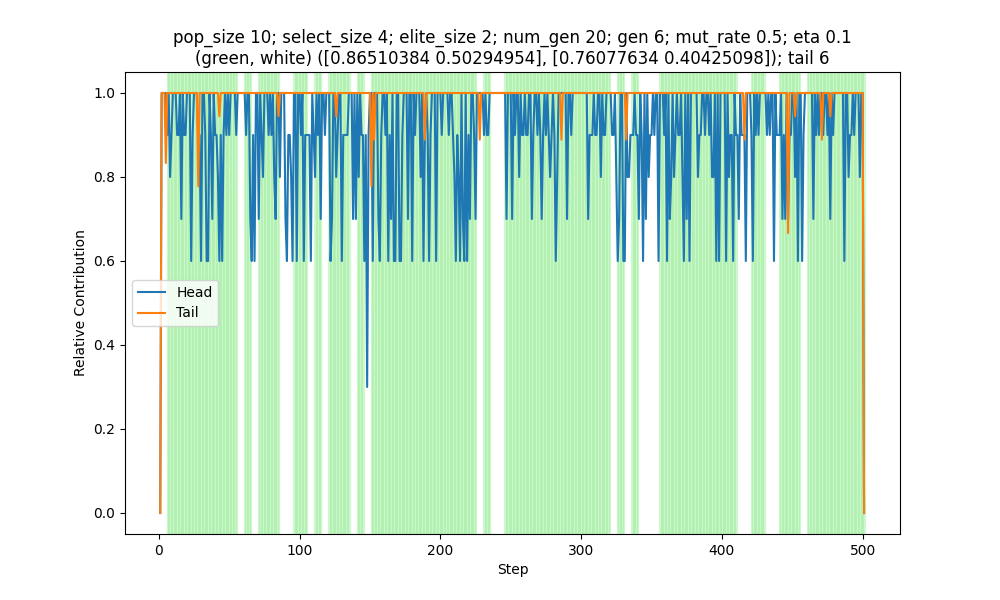 pop_size 10; select_size 4; elite_size 2; num_gen 20; gen 6; mut_rate 0.5; eta 0.1
(green, white) ([0.86510384 0.50294954], [0.76077634 0.40425098]); tail 6
1.0
0.8
0.6
0.4
0.2
0.0
Relative Contribution
Head
Tail
0 100 200 300 400 500
Step